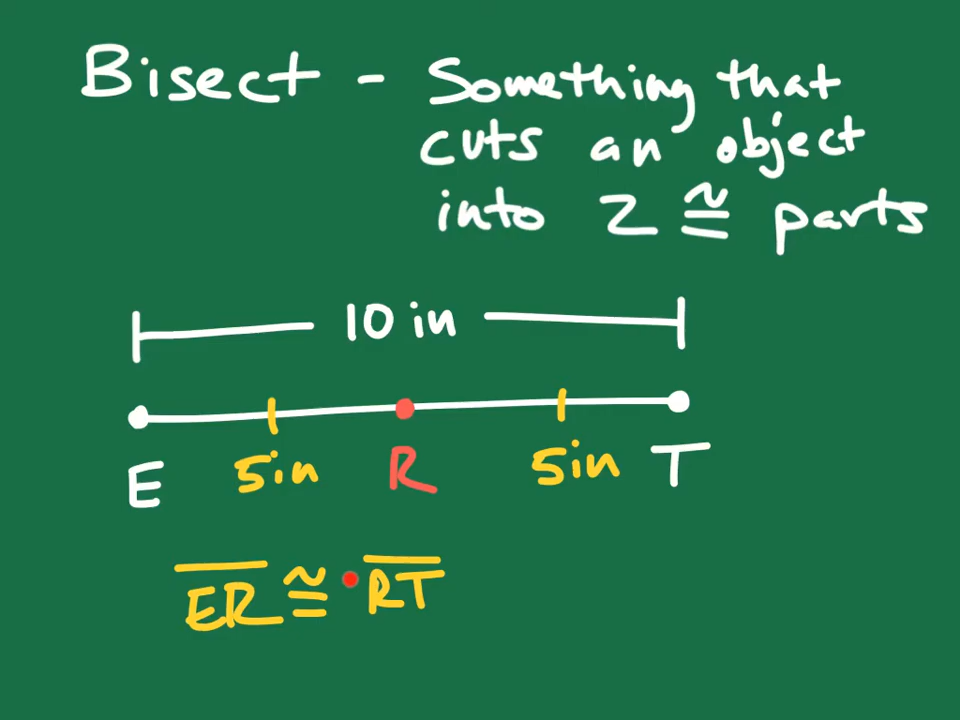 Bisect - Something that
cuts an object
into 2 ≅ parts
10 in
E 5in R 5in T
ER ≅ RT